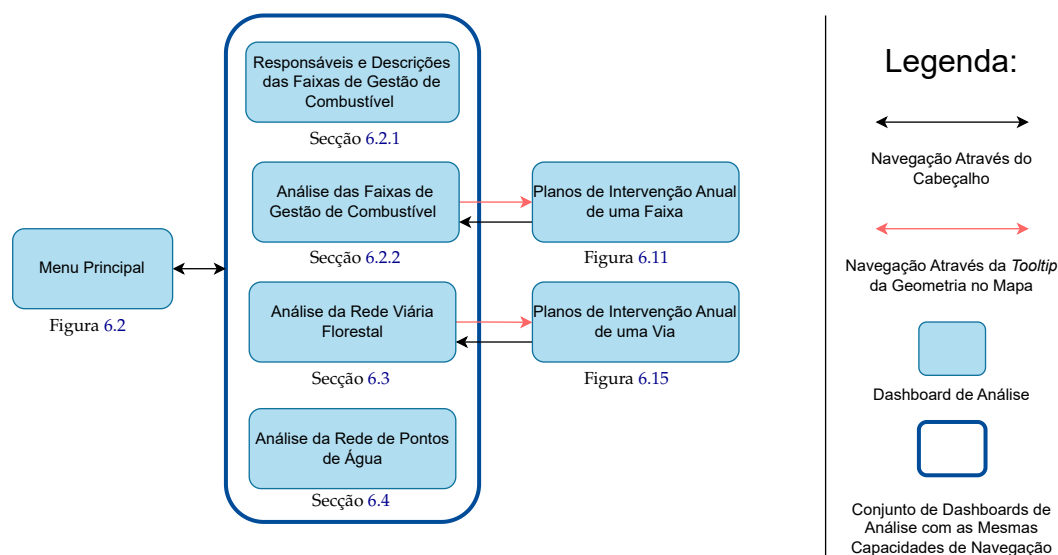 Menu Principal
Figura 6.2
Responsáveis e Descrições
das Faixas de Gestão de
Combustível
Secção 6.2.1
Análise das Faixas de
Gestão de Combustível
Secção 6.2.2
Planos de Intervenção Anual
de uma Faixa
Figura 6.11
Análise da Rede Viária
Florestal
Secção 6.3
Planos de Intervenção Anual
de uma Via
Figura 6.15
Análise da Rede de Pontos
de Água
Secção 6.4
Legenda:
Navegação Através do
Cabeçalho
Navegação Através da Tooltip
da Geometria no Mapa
Dashboard de Análise
Conjunto de Dashboards de
Análise com as Mesmas
Capacidades de Navegação